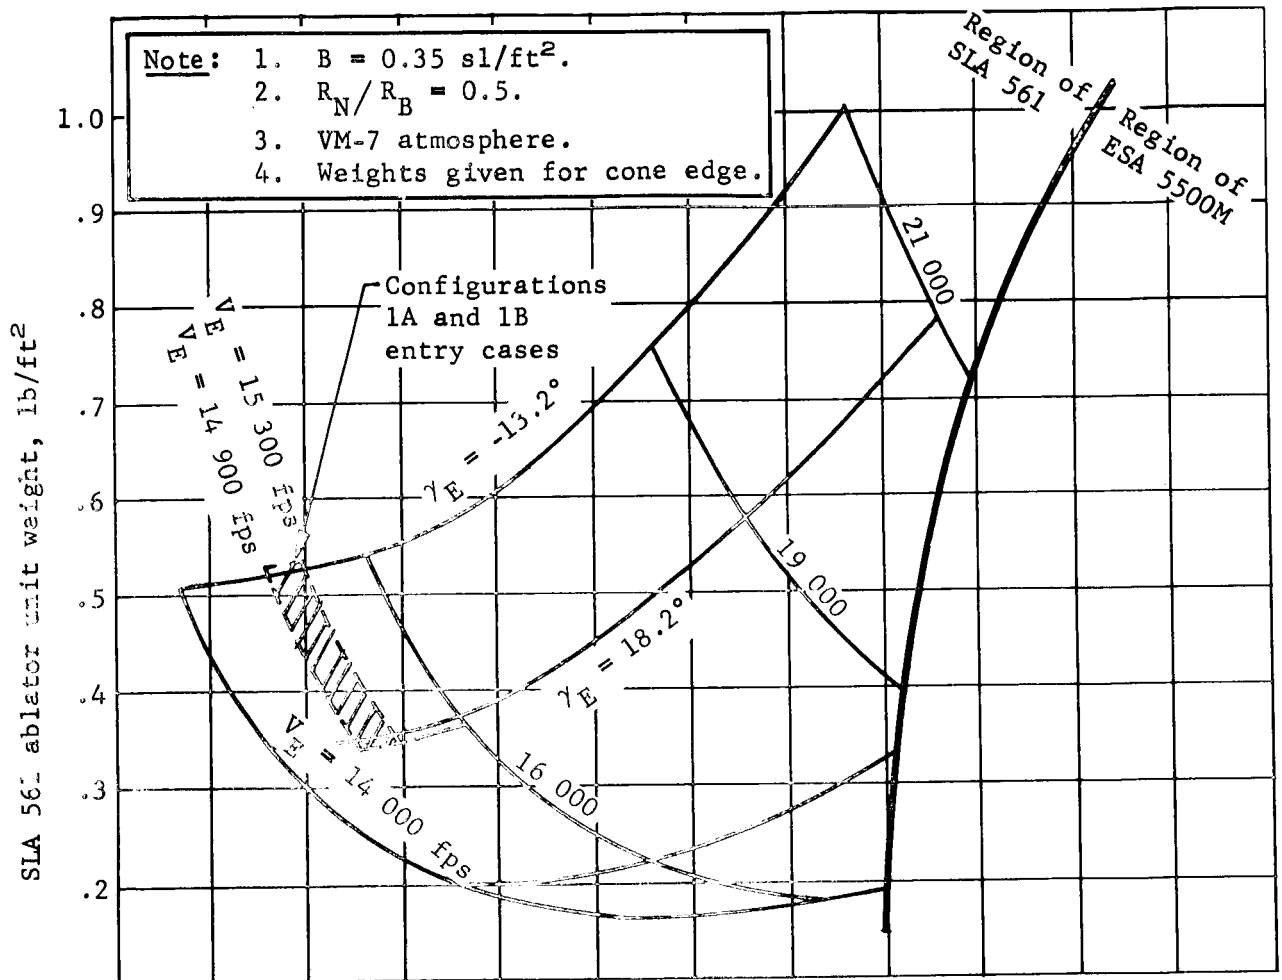 Note: 1. B = 0.35 sl/ft².
2. R_N/R_B = 0.5.
3. VM-7 atmosphere.
4. Weights given for cone edge.
Region of
SLA 561
Region of
ESA 5500M
1.0
.9
.8
.7
.6
.5
.4
.3
.2
SLA 561 ablator unit weight, lb/ft²
Configurations
1A and 1B
entry cases
V_E = 15 300 fps
V_E = 14 900 fps
γ_E = -13.2°
21 000
19 000
γ_E = 18.2°
16 000
V_E = 14 000 fps